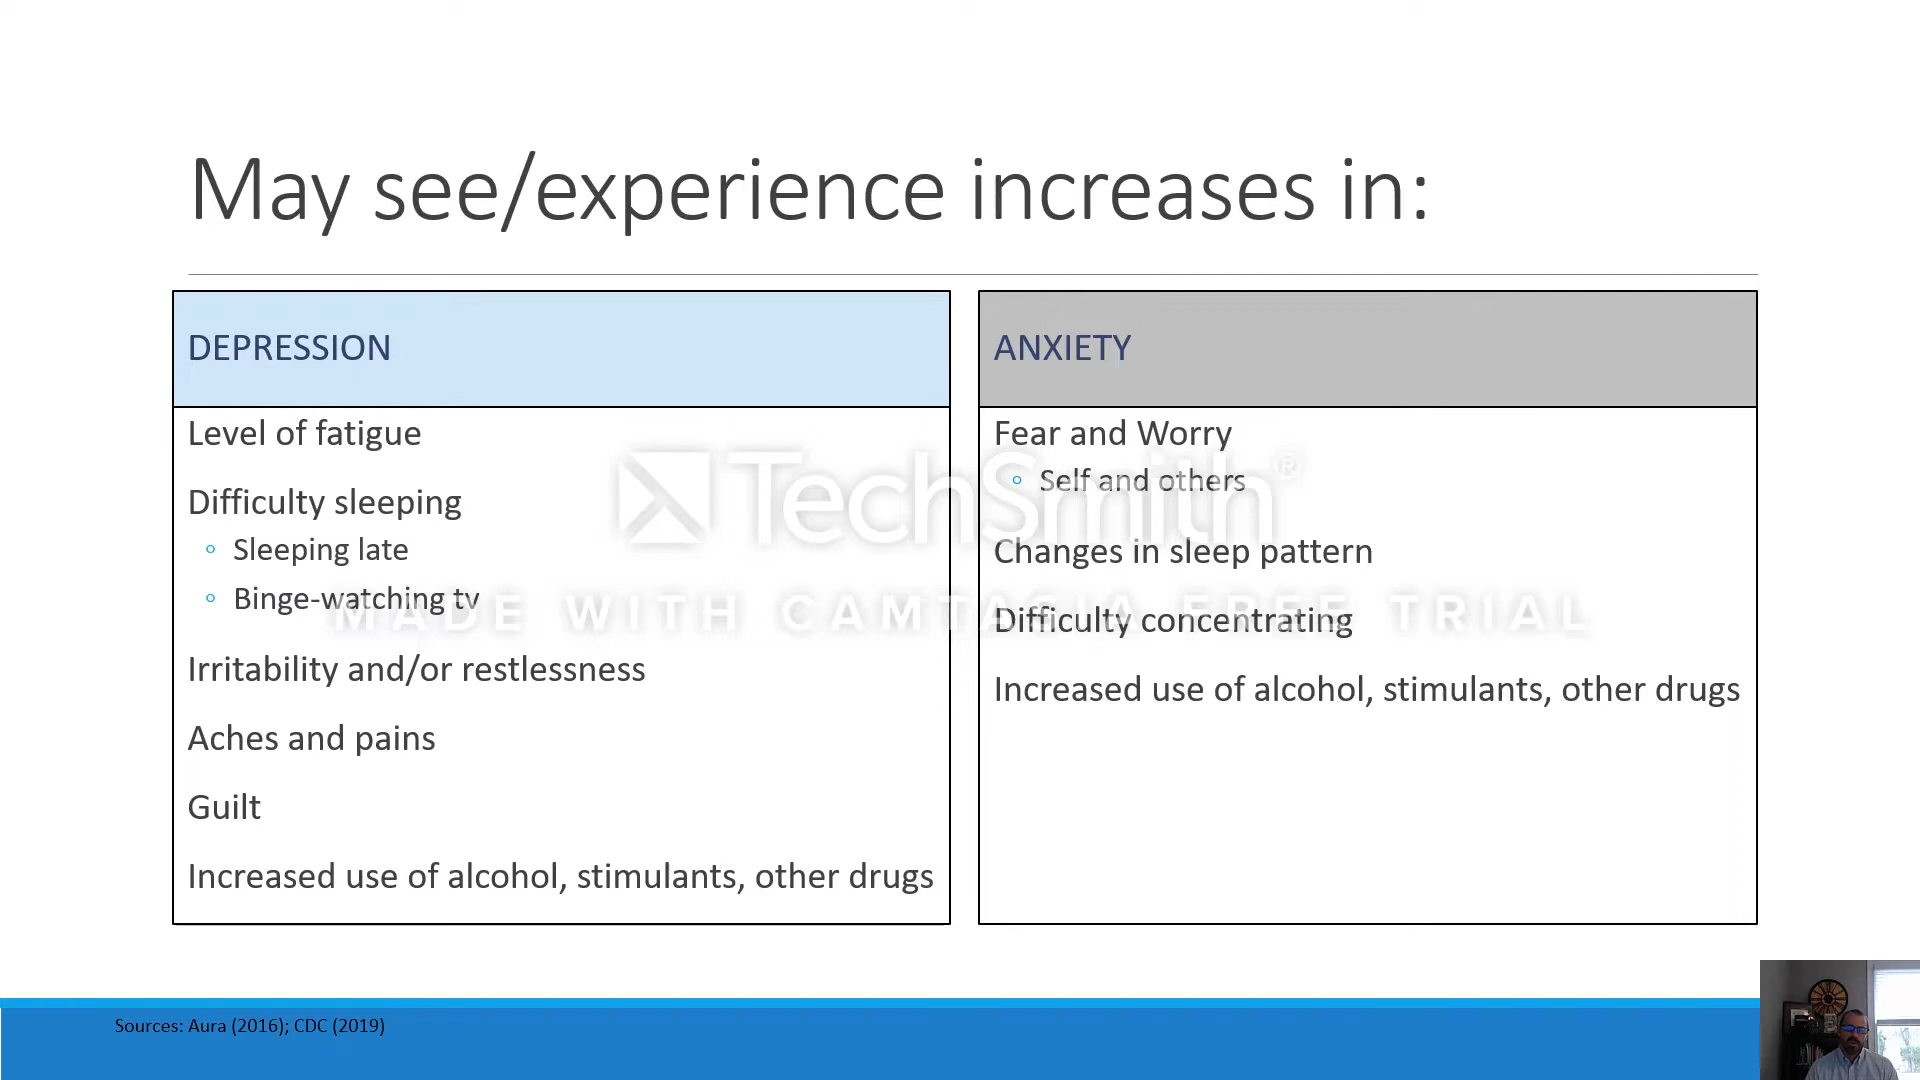 May see/experience increases in:
DEPRESSION
Level of fatigue
Difficulty sleeping
Sleeping late
Binge-watching tv
Irritability and/or restlessness
Aches and pains
Guilt
Increased use of alcohol, stimulants, other drugs
ANXIETY
Fear and Worry
Self and others
Changes in sleep pattern
Difficulty concentrating
Increased use of alcohol, stimulants, other drugs
TechSmith®
MADE WITH CAMTASIA FREE TRIAL
Sources: Aura (2016); CDC (2019)